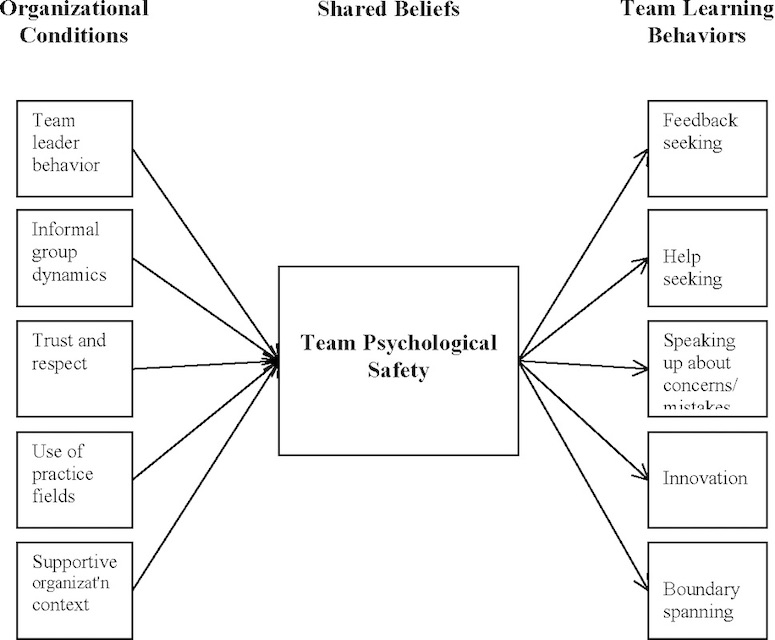 Organizational
Conditions
Shared Beliefs
Team Learning
Behaviors
Team
leader
behavior
Informal
group
dynamics
Trust and
respect
Use of
practice
fields
Supportive
organizat'n
context
Team Psychological
Safety
Feedback
seeking
Help
seeking
Speaking
up about
concerns/
mistakes
Innovation
Boundary
spanning